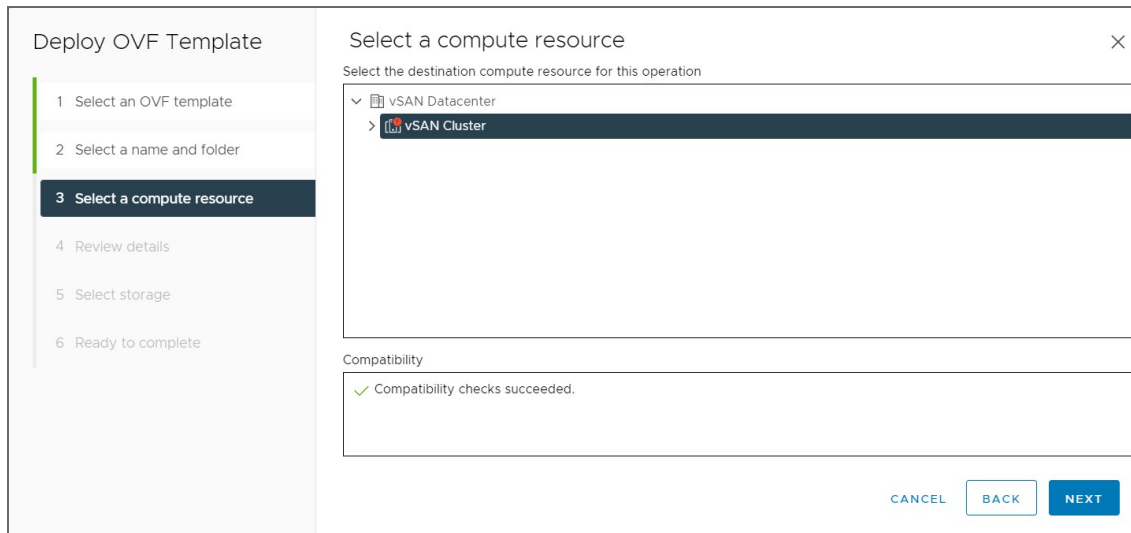 Deploy OVF Template
1 Select an OVF template
2 Select a name and folder
3 Select a compute resource
4 Review details
5 Select storage
6 Ready to complete
Select a compute resource
Select the destination compute resource for this operation
vSAN Datacenter
vSAN Cluster
Compatibility
Compatibility checks succeeded.
CANCEL BACK NEXT